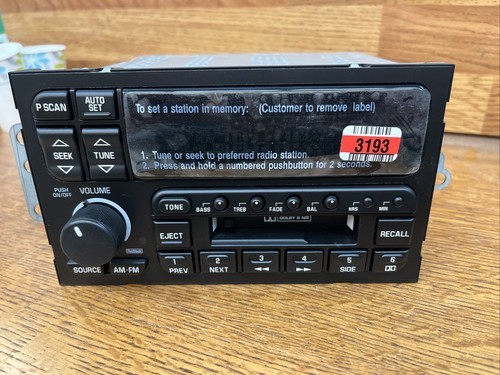 P SCAN
AUTO SET
To set a station in memory: (Customer to remove label)
3193
1. Tune or seek to preferred radio station
2. Press and hold a numbered pushbutton for 2 seconds.
SEEK
TUNE
PUSH ON/OFF
VOLUME
TONE
BASS
TREB
FADE
BAL
HRS
MIN
DOLBY B NR
EJECT
RECALL
SOURCE
AM-FM
1 PREV
2 NEXT
3 ◄◄
4 ►►
5 SIDE
6